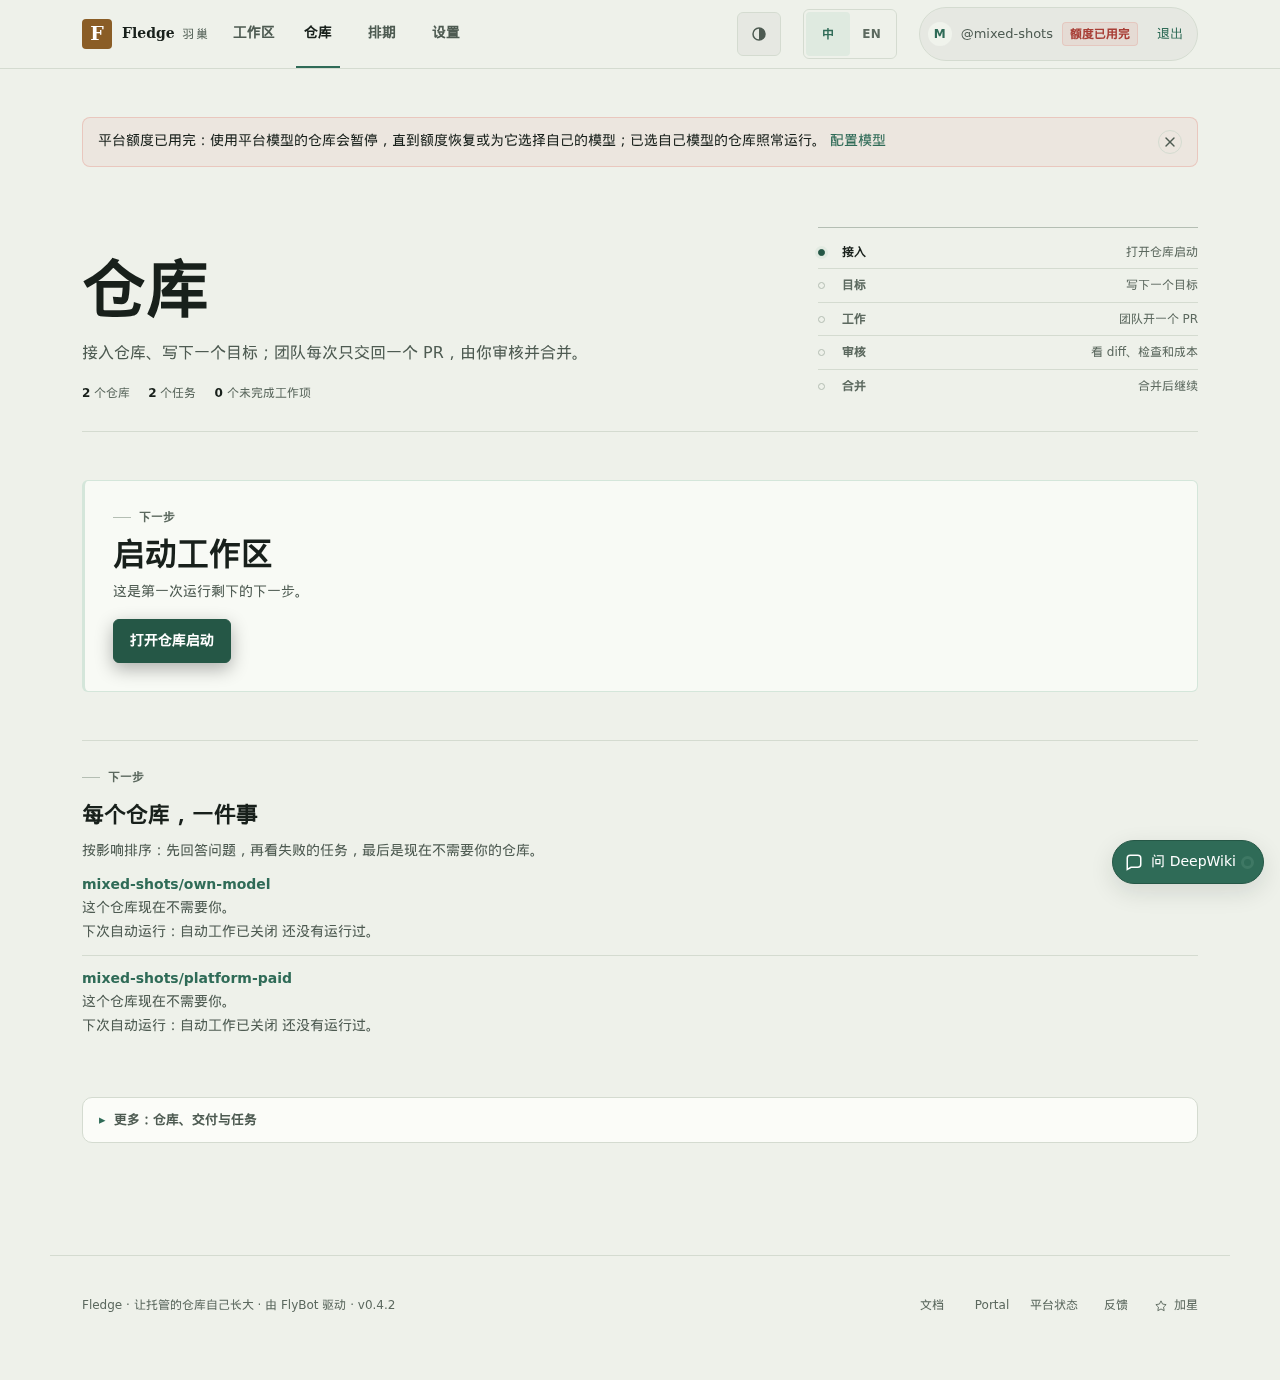 F Fledge 羽巢 工作区 仓库 排期 设置 中 EN M @mixed-shots 额度已用完 退出
平台额度已用完：使用平台模型的仓库会暂停，直到额度恢复或为它选择自己的模型；已选自己模型的仓库照常运行。 配置模型
仓库
接入仓库、写下一个目标；团队每次只交回一个 PR，由你审核并合并。
2 个仓库 2 个任务 0 个未完成工作项
接入 打开仓库启动
目标 写下一个目标
工作 团队开一个 PR
审核 看 diff、检查和成本
合并 合并后继续
下一步
启动工作区
这是第一次运行剩下的下一步。
打开仓库启动
下一步
每个仓库，一件事
按影响排序：先回答问题，再看失败的任务，最后是现在不需要你的仓库。
mixed-shots/own-model
这个仓库现在不需要你。
下次自动运行：自动工作已关闭 还没有运行过。
mixed-shots/platform-paid
这个仓库现在不需要你。
下次自动运行：自动工作已关闭 还没有运行过。
问 DeepWiki
▸ 更多：仓库、交付与任务
Fledge · 让托管的仓库自己长大 · 由 FlyBot 驱动 · v0.4.2 文档 Portal 平台状态 反馈 加星